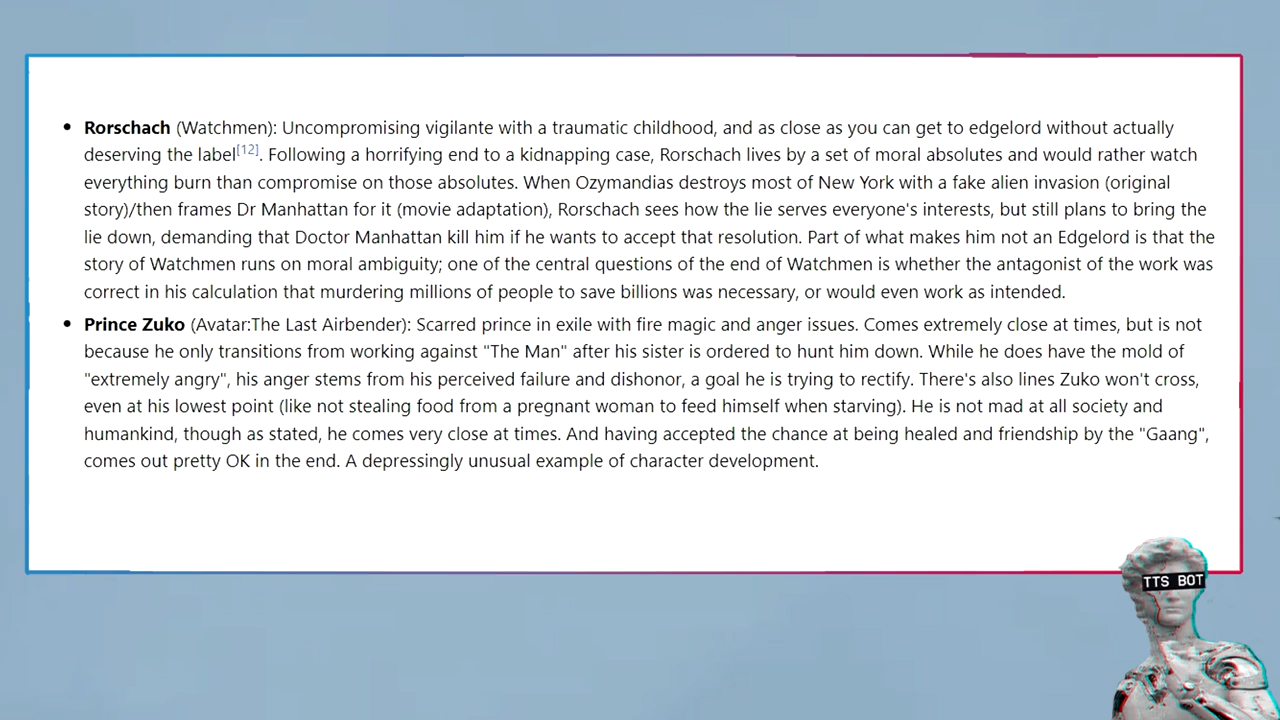 • Rorschach (Watchmen): Uncompromising vigilante with a traumatic childhood, and as close as you can get to edgelord without actually
deserving the label[12]. Following a horrifying end to a kidnapping case, Rorschach lives by a set of moral absolutes and would rather watch
everything burn than compromise on those absolutes. When Ozymandias destroys most of New York with a fake alien invasion (original
story)/then frames Dr Manhattan for it (movie adaptation), Rorschach sees how the lie serves everyone's interests, but still plans to bring the
lie down, demanding that Doctor Manhattan kill him if he wants to accept that resolution. Part of what makes him not an Edgelord is that the
story of Watchmen runs on moral ambiguity; one of the central questions of the end of Watchmen is whether the antagonist of the work was
correct in his calculation that murdering millions of people to save billions was necessary, or would even work as intended.
• Prince Zuko (Avatar:The Last Airbender): Scarred prince in exile with fire magic and anger issues. Comes extremely close at times, but is not
because he only transitions from working against "The Man" after his sister is ordered to hunt him down. While he does have the mold of
"extremely angry", his anger stems from his perceived failure and dishonor, a goal he is trying to rectify. There's also lines Zuko won't cross,
even at his lowest point (like not stealing food from a pregnant woman to feed himself when starving). He is not mad at all society and
humankind, though as stated, he comes very close at times. And having accepted the chance at being healed and friendship by the "Gaang",
comes out pretty OK in the end. A depressingly unusual example of character development.
TTS BOT